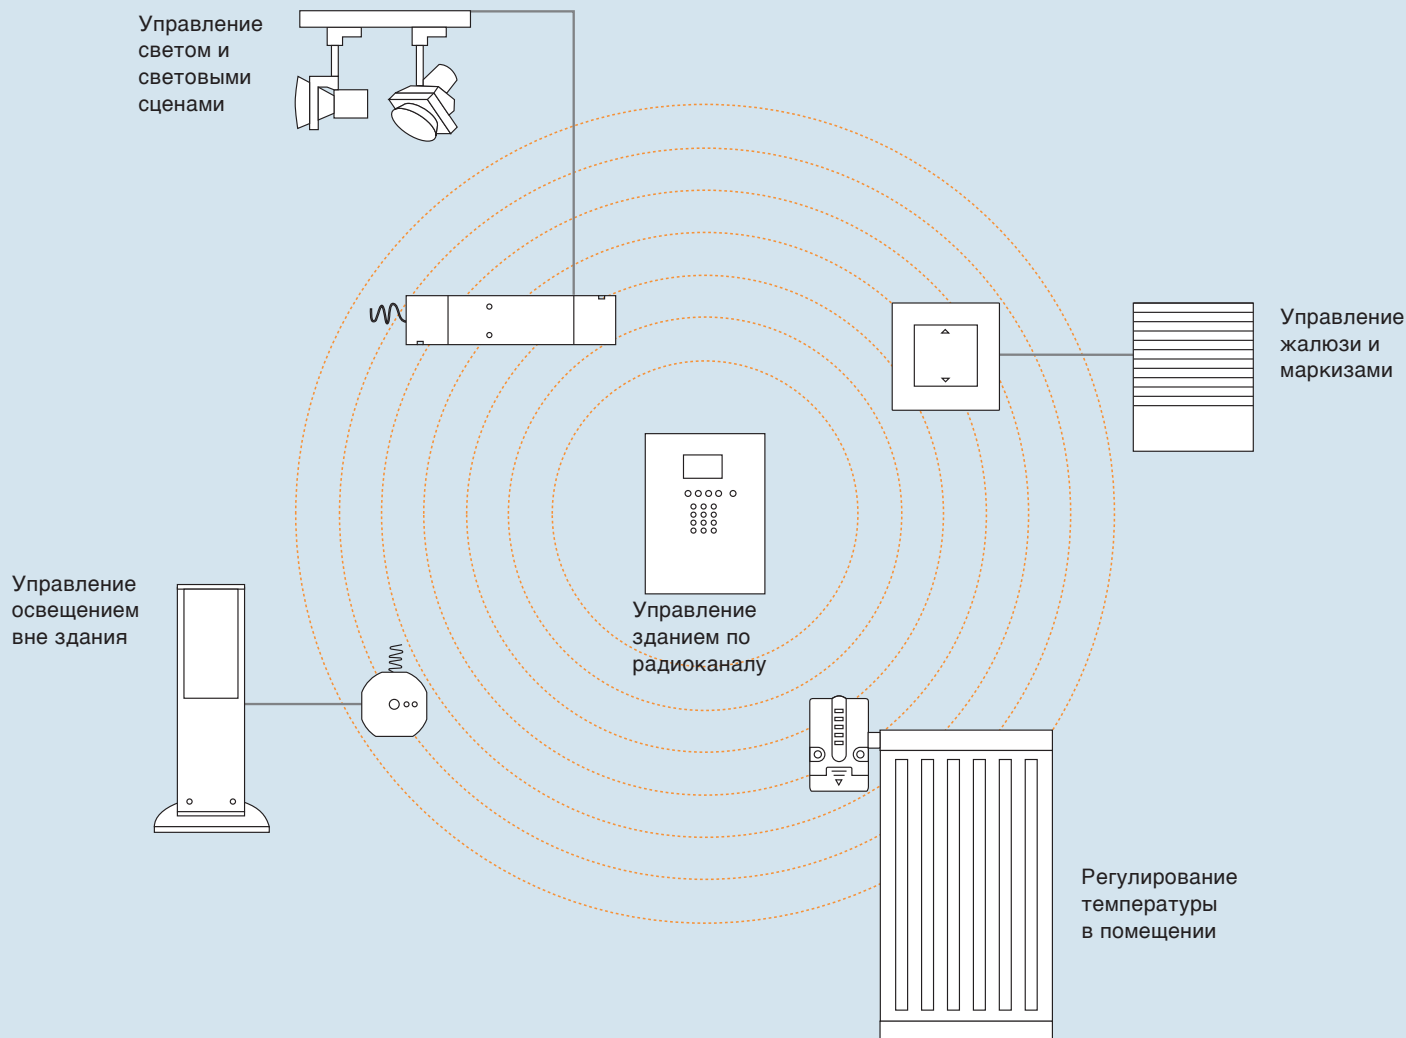 Управление
светом и
световыми
сценами
Управление
жалюзи и
маркизами
Управление
освещением
вне здания
Управление
зданием по
радиоканалу
Регулирование
температуры
в помещении